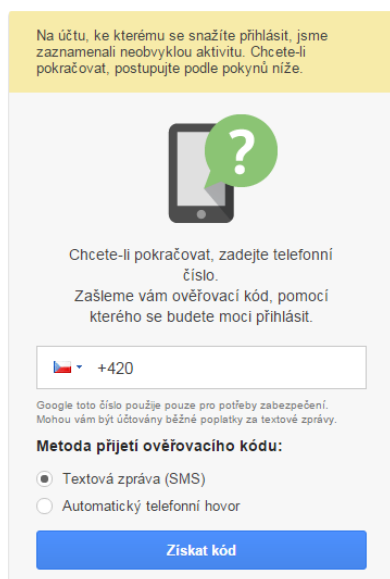 Na účtu, ke kterému se snažíte přihlásit, jsme
zaznamenali neobvyklou aktivitu. Chcete-li
pokračovat, postupujte podle pokynů níže.
?
Chcete-li pokračovat, zadejte telefonní
číslo.
Zašleme vám ověřovací kód, pomocí
kterého se budete moci přihlásit.
+420
Google toto číslo použije pouze pro potřeby zabezpečení.
Mohou vám být účtovány běžné poplatky za textové zprávy.
Metoda přijetí ověřovacího kódu:
Textová zpráva (SMS)
Automatický telefonní hovor
Získat kód